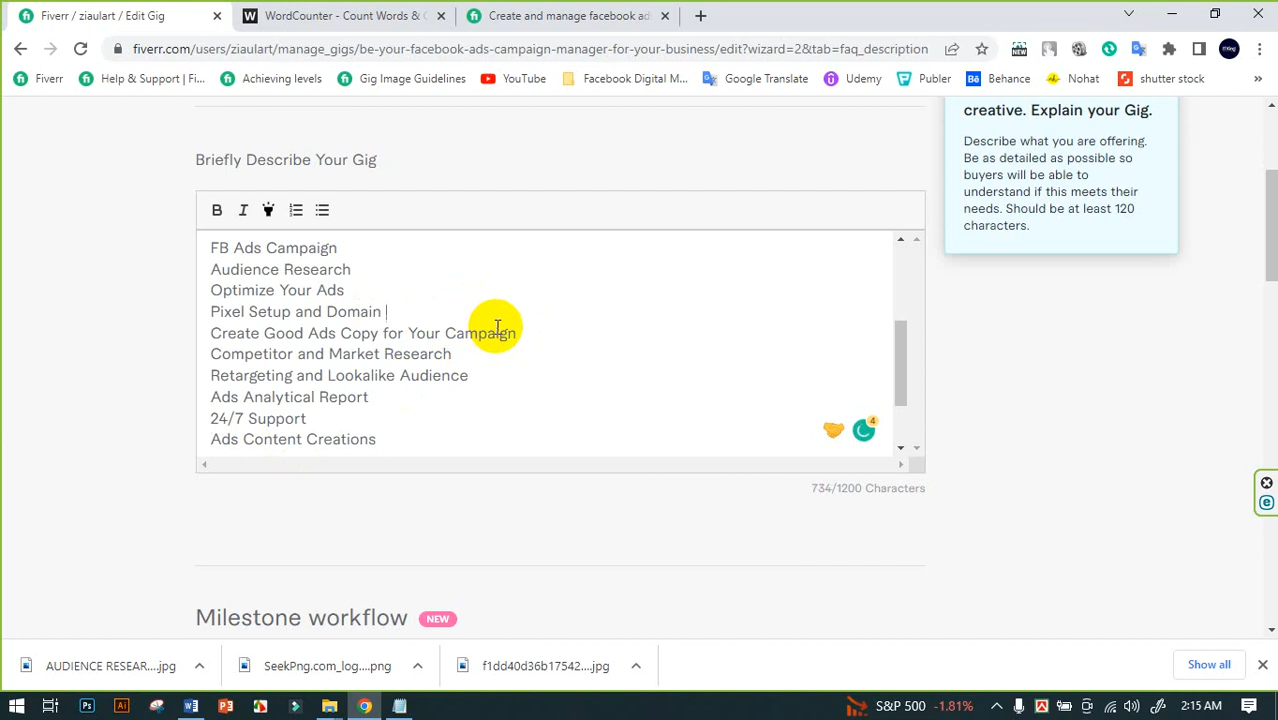 Fiverr / ziaulart / Edit Gig
WordCounter - Count Words & C
Create and manage facebook ads
fiverr.com/users/ziaulart/manage_gigs/be-your-facebook-ads-campaign-manager-for-your-business/edit?wizard=2&tab=faq_description
Fiverr
Help & Support | Fi...
Achieving levels
Gig Image Guidelines
YouTube
Facebook Digital M...
Google Translate
Udemy
Publer
Behance
Nohat
shutter stock
»
creative. Explain your Gig.
Describe what you are offering.
Be as detailed as possible so
buyers will be able to
understand if this meets their
needs. Should be at least 120
characters.
Briefly Describe Your Gig
B I
FB Ads Campaign
Audience Research
Optimize Your Ads
Pixel Setup and Domain
Create Good Ads Copy for Your Campaign
Competitor and Market Research
Retargeting and Lookalike Audience
Ads Analytical Report
24/7 Support
Ads Content Creations
4
734/1200 Characters
Milestone workflow NEW
AUDIENCE RESEAR....jpg
SeekPng.com_log....png
f1dd40d36b17542....jpg
Show all
S&P 500 -1.81%
2:15 AM